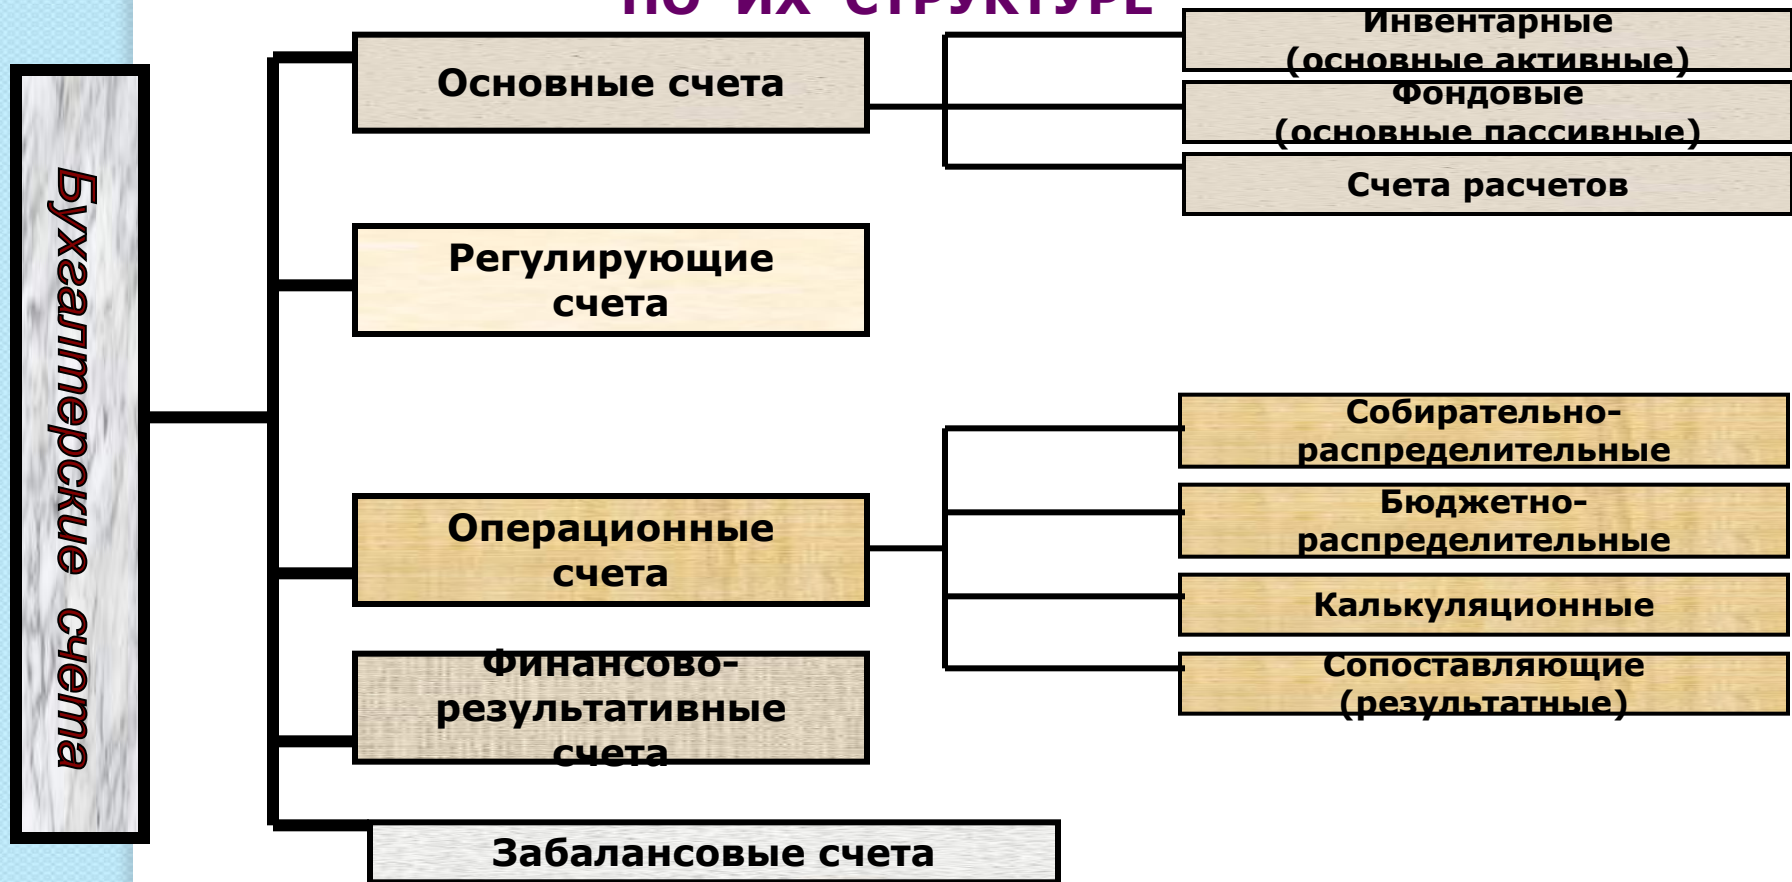 ПО ИХ СТРУКТУРЕ
Бухгалтерские счета
Основные счета
Инвентарные
(основные активные)
Фондовые
(основные пассивные)
Счета расчетов
Регулирующие
счета
Операционные
счета
Собирательно-
распределительные
Бюджетно-
распределительные
Калькуляционные
Сопоставляющие
(результатные)
Финансово-
результативные
счета
Забалансовые счета